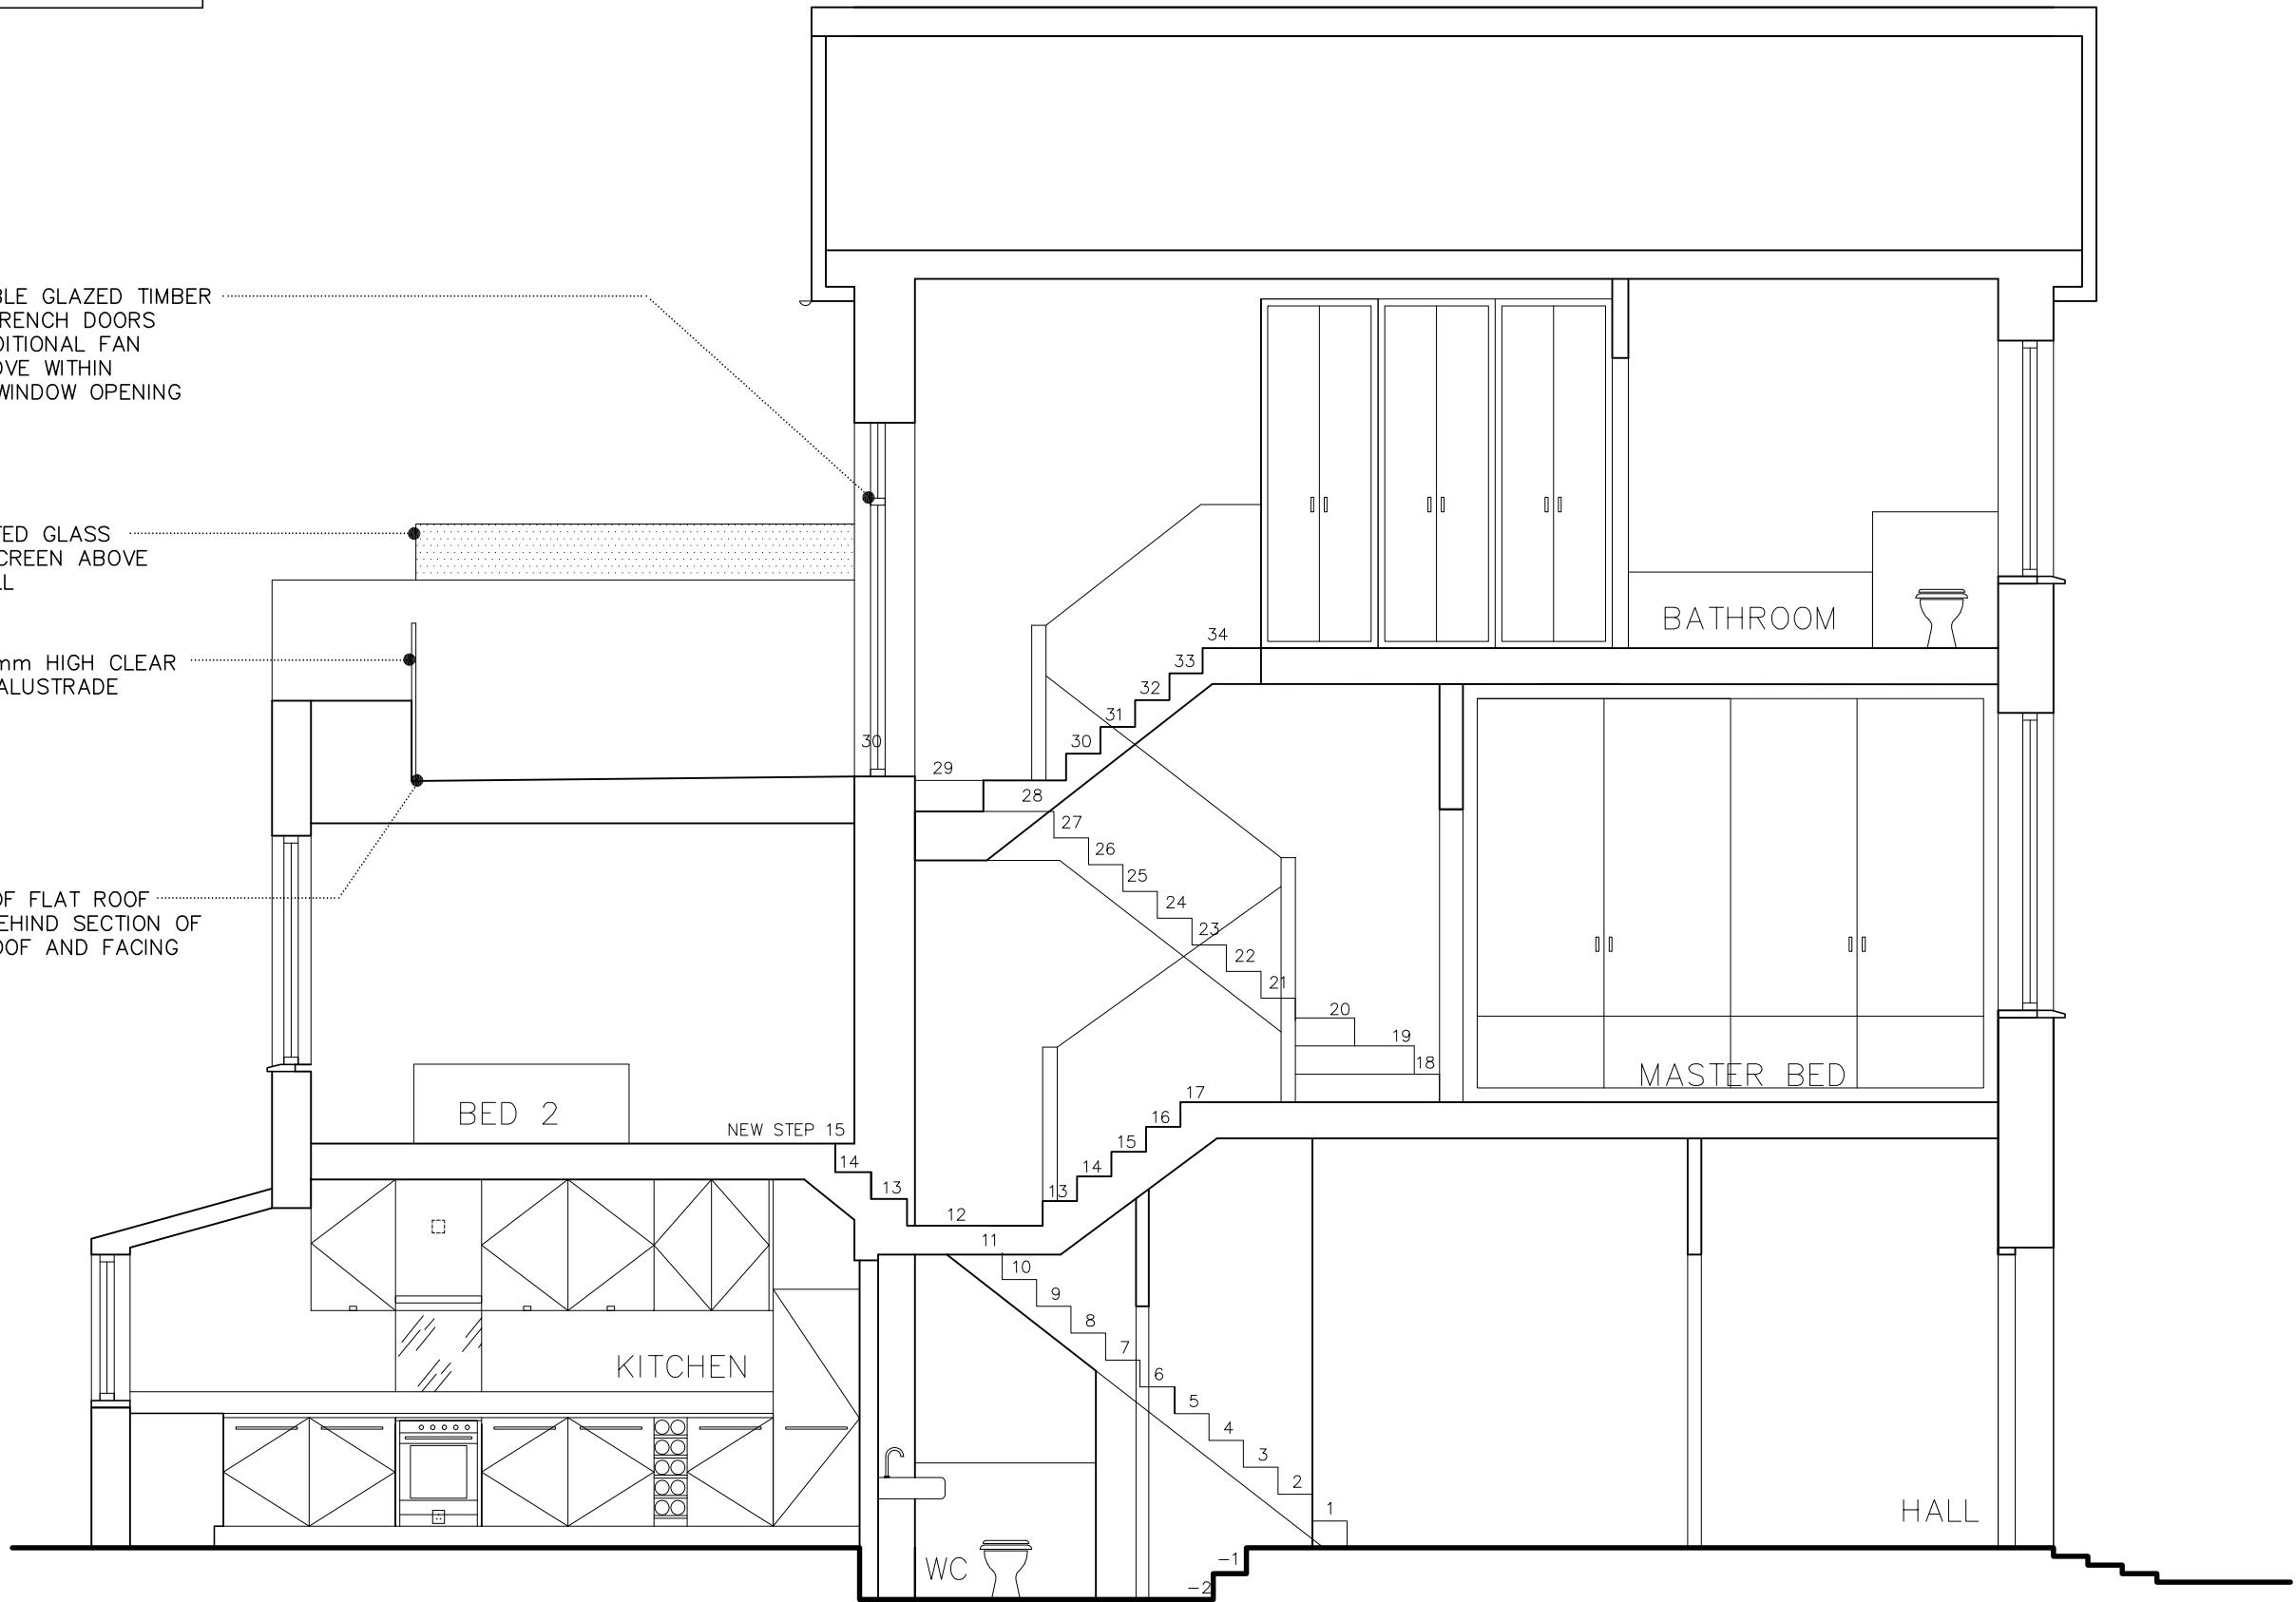 BLE GLAZED TIMBER
RENCH DOORS
DITIONAL FAN
OVE WITHIN
WINDOW OPENING
TED GLASS
CREEN ABOVE
LL
mm HIGH CLEAR
ALUSTRADE
OF FLAT ROOF
EHIND SECTION OF
OOF AND FACING
BATHROOM
34
33
32
31
30
30
29
28
27
26
25
24
23
22
21
20
19
18
MASTER BED
17
16
15
14
13
12
BED 2
NEW STEP 15
14
13
11
10
9
8
7
6
5
4
3
2
1
KITCHEN
HALL
WC
-1
-2